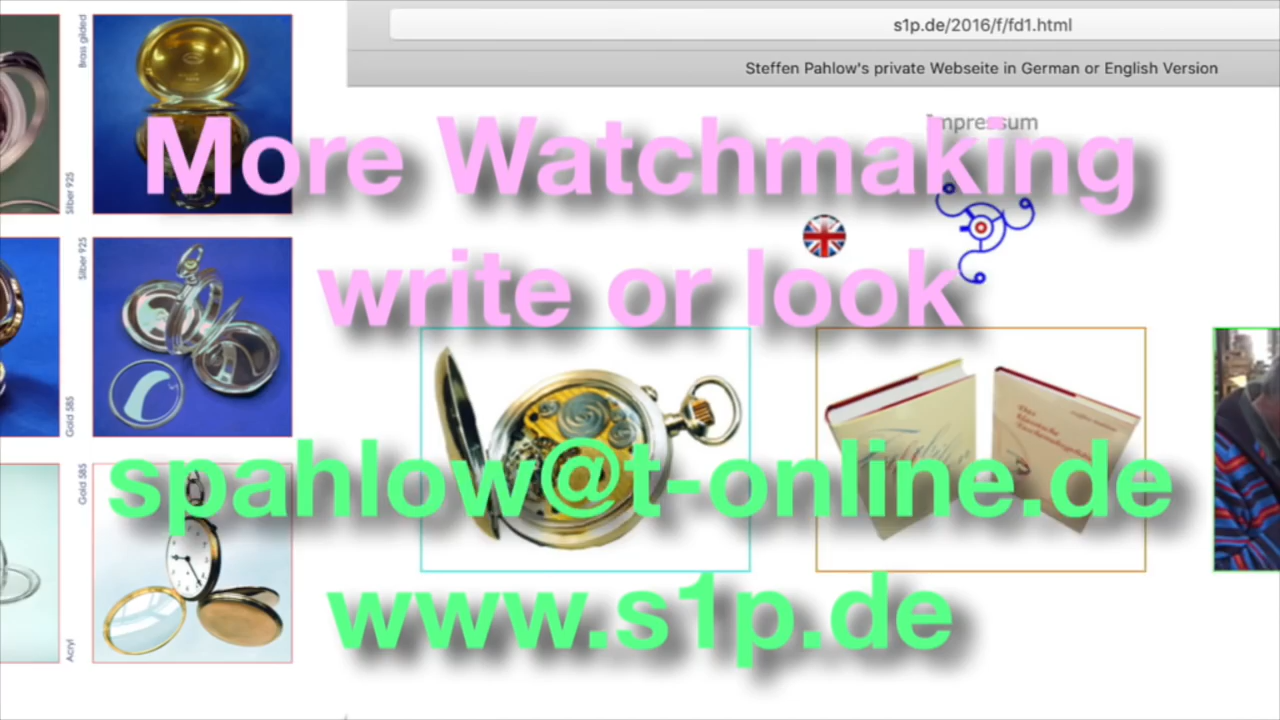 s1p.de/2016/f/fd1.html
Steffen Pahlow's private Webseite in German or English Version
Impressum
More Watchmaking
write or look
spahlow@t-online.de
www.s1p.de
Brass gilded
Silber 925
Silber 925
Gold 585
Gold 585
Acryl